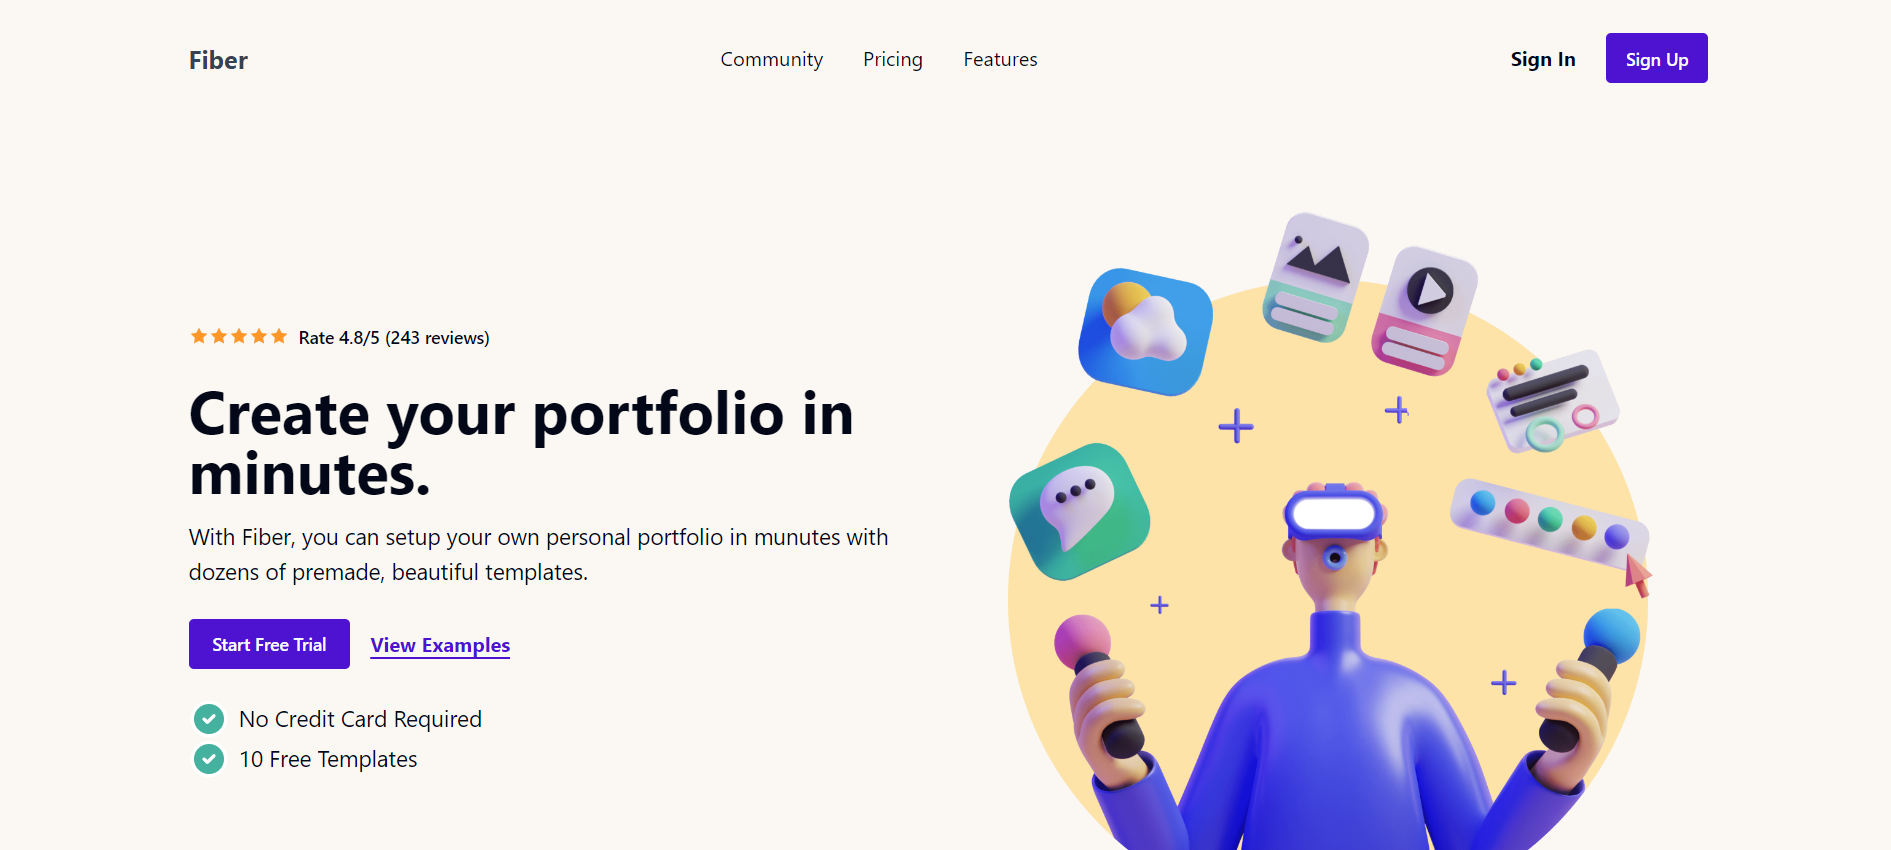 Fiber
Community
Pricing
Features
Sign In
Sign Up
Rate 4.8/5 (243 reviews)
Create your portfolio in
minutes.
With Fiber, you can setup your own personal portfolio in munutes with
dozens of premade, beautiful templates.
Start Free Trial
View Examples
No Credit Card Required
10 Free Templates